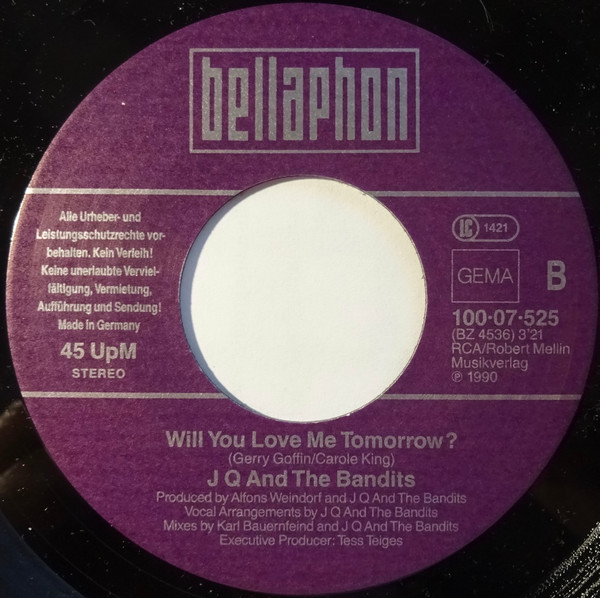 bellaphon
Alle Urheber- und
Leistungsschutzrechte vor-
behalten. Kein Verleih!
Keine unerlaubte Verviel-
fältigung, Vermietung,
Aufführung und Sendung!
Made in Germany
45 UpM
STEREO
LC 1421
GEMA
B
100·07·525
(BZ 4536) 3'21
RCA/Robert Mellin
Musikverlag
℗ 1990
Will You Love Me Tomorrow?
(Gerry Goffin/Carole King)
J Q And The Bandits
Produced by Alfons Weindorf and J Q And The Bandits
Vocal Arrangements by J Q And The Bandits
Mixes by Karl Bauernfeind and J Q And The Bandits
Executive Producer: Tess Teiges